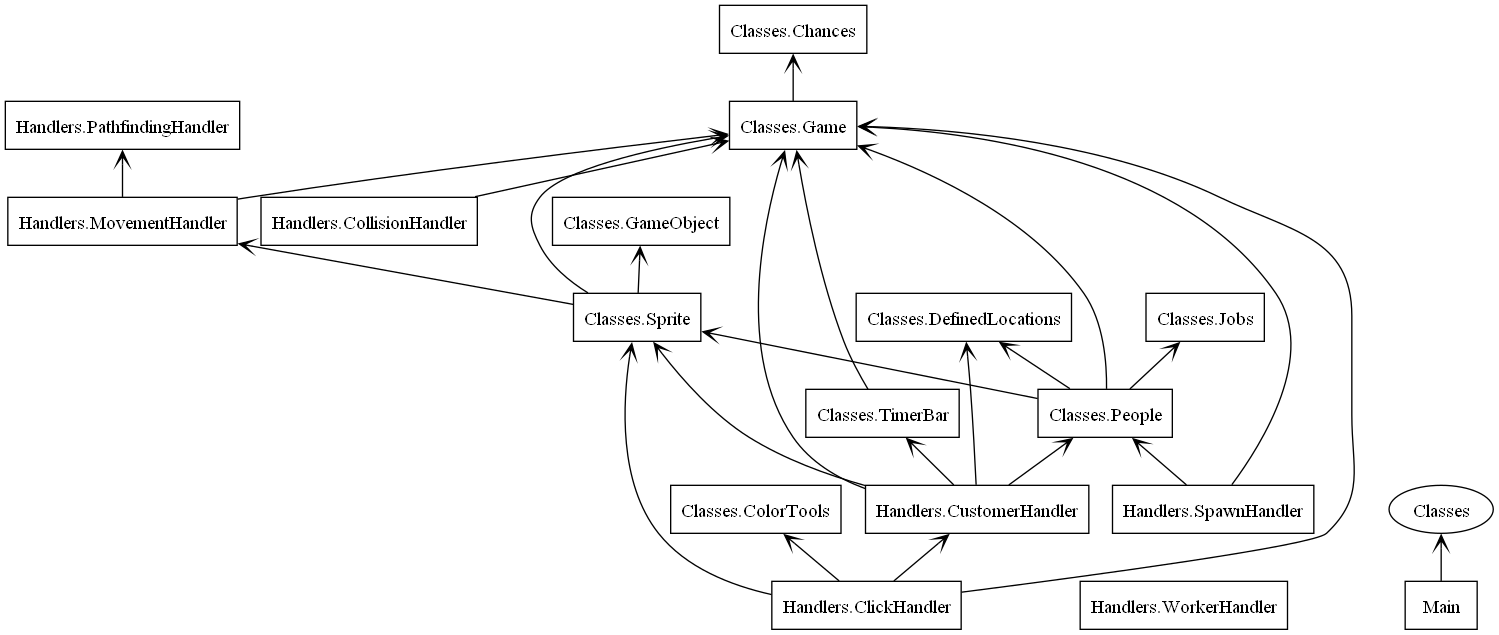 Classes.Chances
Handlers.PathfindingHandler
Classes.Game
Handlers.MovementHandler
Handlers.CollisionHandler
Classes.GameObject
Classes.Sprite
Classes.DefinedLocations
Classes.Jobs
Classes.TimerBar
Classes.People
Classes.ColorTools
Handlers.CustomerHandler
Handlers.SpawnHandler
Classes
Handlers.ClickHandler
Handlers.WorkerHandler
Main